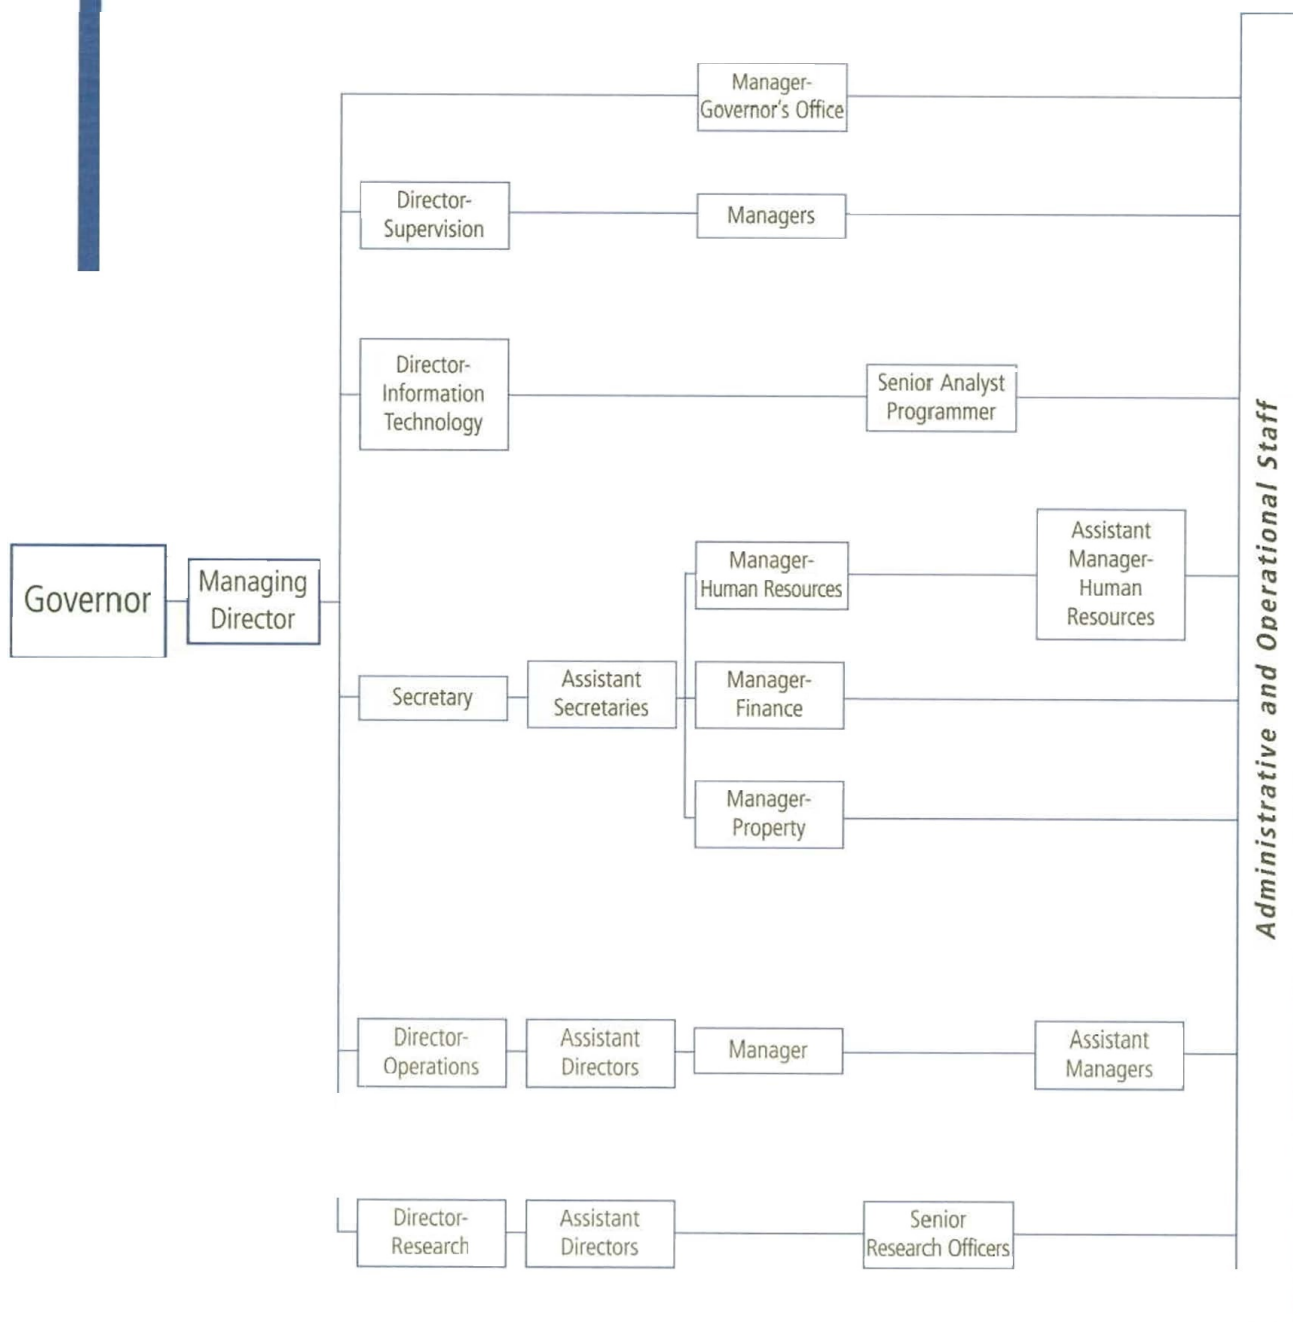 Manager-
Governor's Office
Director-
Supervision
Managers
Director-
Information
Technology
Senior Analyst
Programmer
Governor
Managing
Director
Manager-
Human Resources
Assistant
Manager-
Human
Resources
Secretary
Assistant
Secretaries
Manager-
Finance
Manager-
Property
Director-
Operations
Assistant
Directors
Manager
Assistant
Managers
Director-
Research
Assistant
Directors
Senior
Research Officers
Administrative and Operational Staff